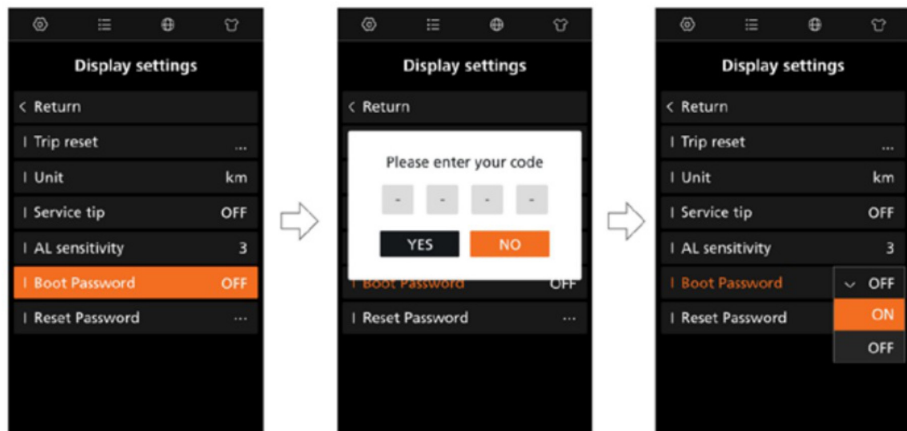 Display settings
< Return
I Trip reset ...
I Unit km
I Service tip OFF
I AL sensitivity 3
I Boot Password OFF
I Reset Password ...
Display settings
< Return
Please enter your code
- - - -
YES NO
I Boot Password OFF
I Reset Password ...
Display settings
< Return
I Trip reset ...
I Unit km
I Service tip OFF
I AL sensitivity 3
I Boot Password OFF
I Reset Password ON
OFF